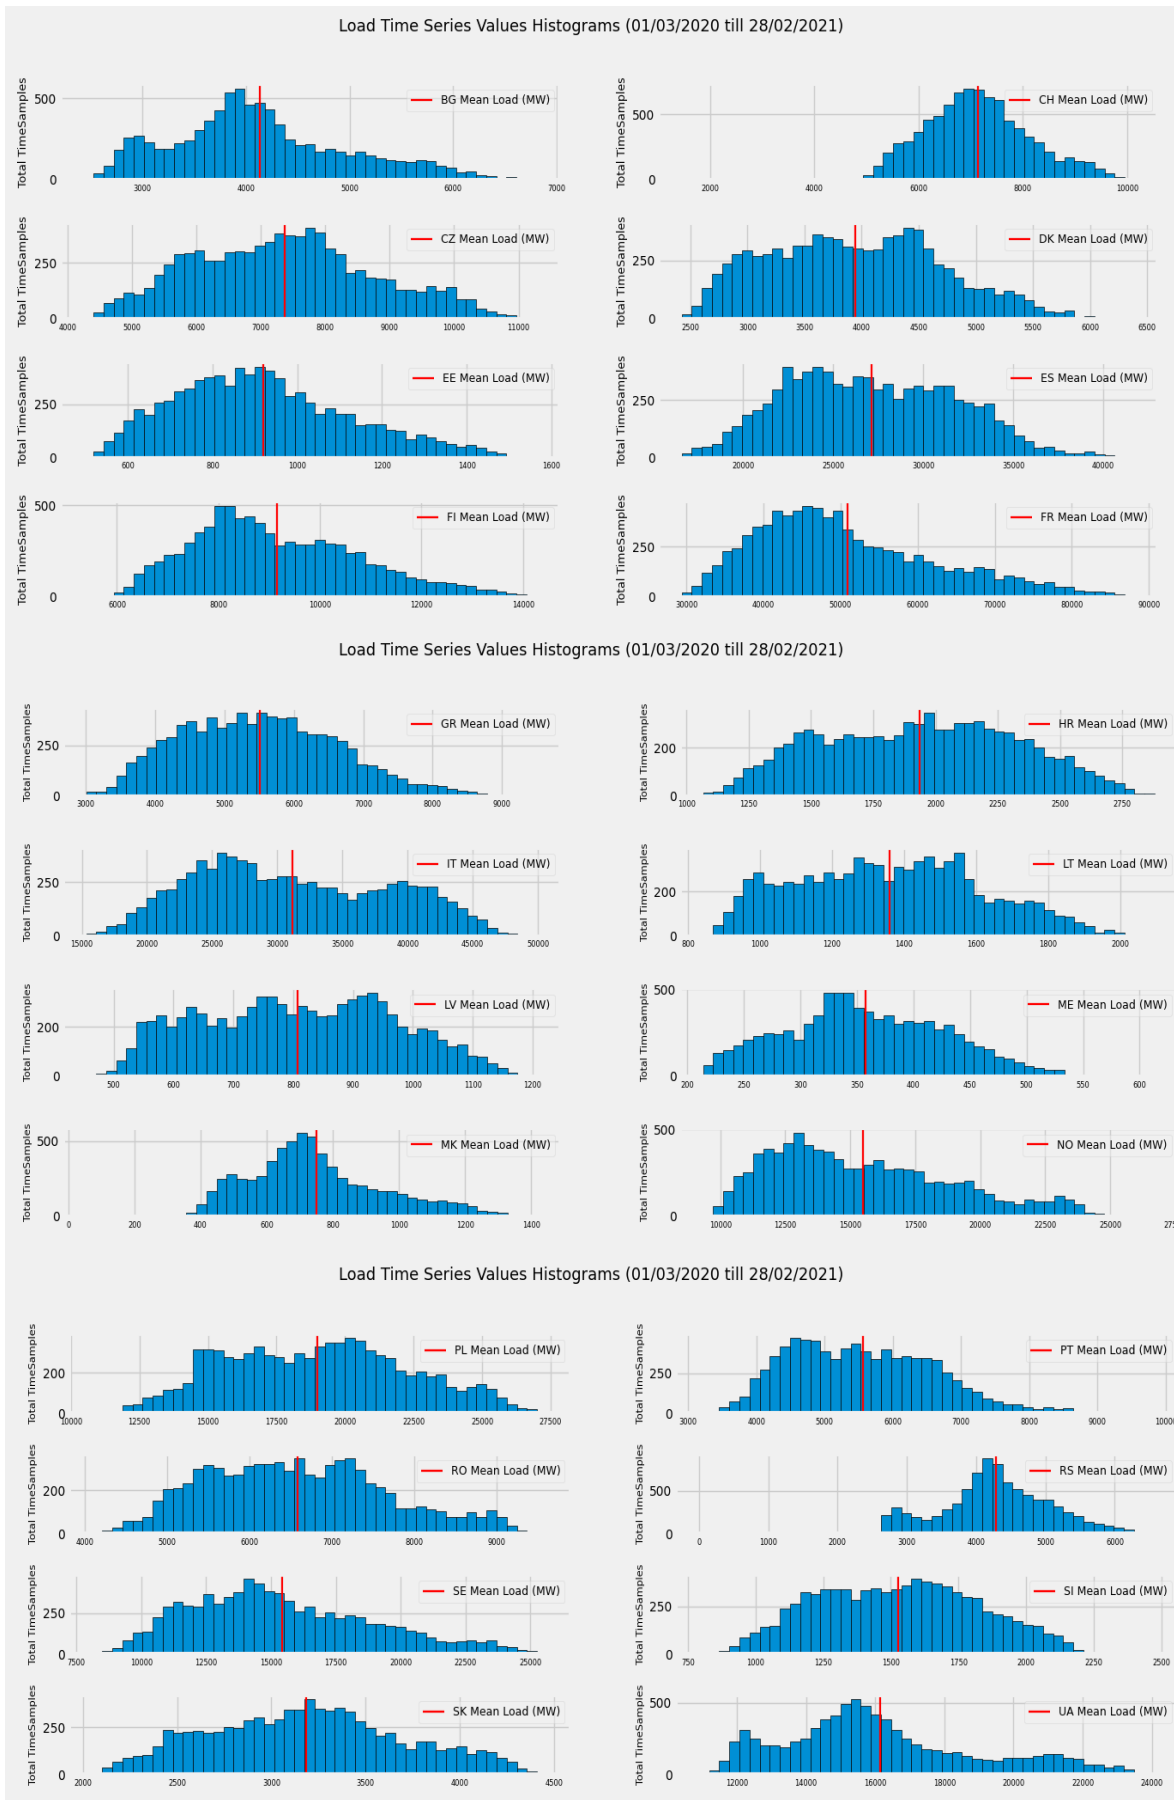 Load Time Series Values Histograms (01/03/2020 till 28/02/2021)
Total TimeSamples
500
0
BG Mean Load (MW)
3000 4000 5000 6000 7000
Total TimeSamples
500
0
CH Mean Load (MW)
2000 4000 6000 8000 10000
Total TimeSamples
250
0
CZ Mean Load (MW)
4000 5000 6000 7000 8000 9000 10000 11000
Total TimeSamples
250
0
DK Mean Load (MW)
2500 3000 3500 4000 4500 5000 5500 6000 6500
Total TimeSamples
250
0
EE Mean Load (MW)
600 800 1000 1200 1400 1600
Total TimeSamples
250
0
ES Mean Load (MW)
20000 25000 30000 35000 40000
Total TimeSamples
500
0
FI Mean Load (MW)
6000 8000 10000 12000 14000
Total TimeSamples
250
0
FR Mean Load (MW)
30000 40000 50000 60000 70000 80000 90000
Load Time Series Values Histograms (01/03/2020 till 28/02/2021)
Total TimeSamples
250
0
GR Mean Load (MW)
3000 4000 5000 6000 7000 8000 9000
Total TimeSamples
200
0
HR Mean Load (MW)
1000 1250 1500 1750 2000 2250 2500 2750
Total TimeSamples
250
0
IT Mean Load (MW)
15000 20000 25000 30000 35000 40000 45000 50000
Total TimeSamples
200
0
LT Mean Load (MW)
800 1000 1200 1400 1600 1800 2000
Total TimeSamples
200
0
LV Mean Load (MW)
500 600 700 800 900 1000 1100 1200
Total TimeSamples
500
0
ME Mean Load (MW)
200 250 300 350 400 450 500 550 600
Total TimeSamples
500
0
MK Mean Load (MW)
0 200 400 600 800 1000 1200 1400
Total TimeSamples
500
0
NO Mean Load (MW)
10000 12500 15000 17500 20000 22500 25000
Load Time Series Values Histograms (01/03/2020 till 28/02/2021)
Total TimeSamples
200
0
PL Mean Load (MW)
10000 12500 15000 17500 20000 22500 25000 27500
Total TimeSamples
250
0
PT Mean Load (MW)
3000 4000 5000 6000 7000 8000 9000 10000
Total TimeSamples
200
0
RO Mean Load (MW)
4000 5000 6000 7000 8000 9000
Total TimeSamples
500
0
RS Mean Load (MW)
0 1000 2000 3000 4000 5000 6000
Total TimeSamples
250
0
SE Mean Load (MW)
7500 10000 12500 15000 17500 20000 22500 25000
Total TimeSamples
250
0
SI Mean Load (MW)
750 1000 1250 1500 1750 2000 2250 2500
Total TimeSamples
250
0
SK Mean Load (MW)
2000 2500 3000 3500 4000 4500
Total TimeSamples
500
0
UA Mean Load (MW)
12000 14000 16000 18000 20000 22000 24000